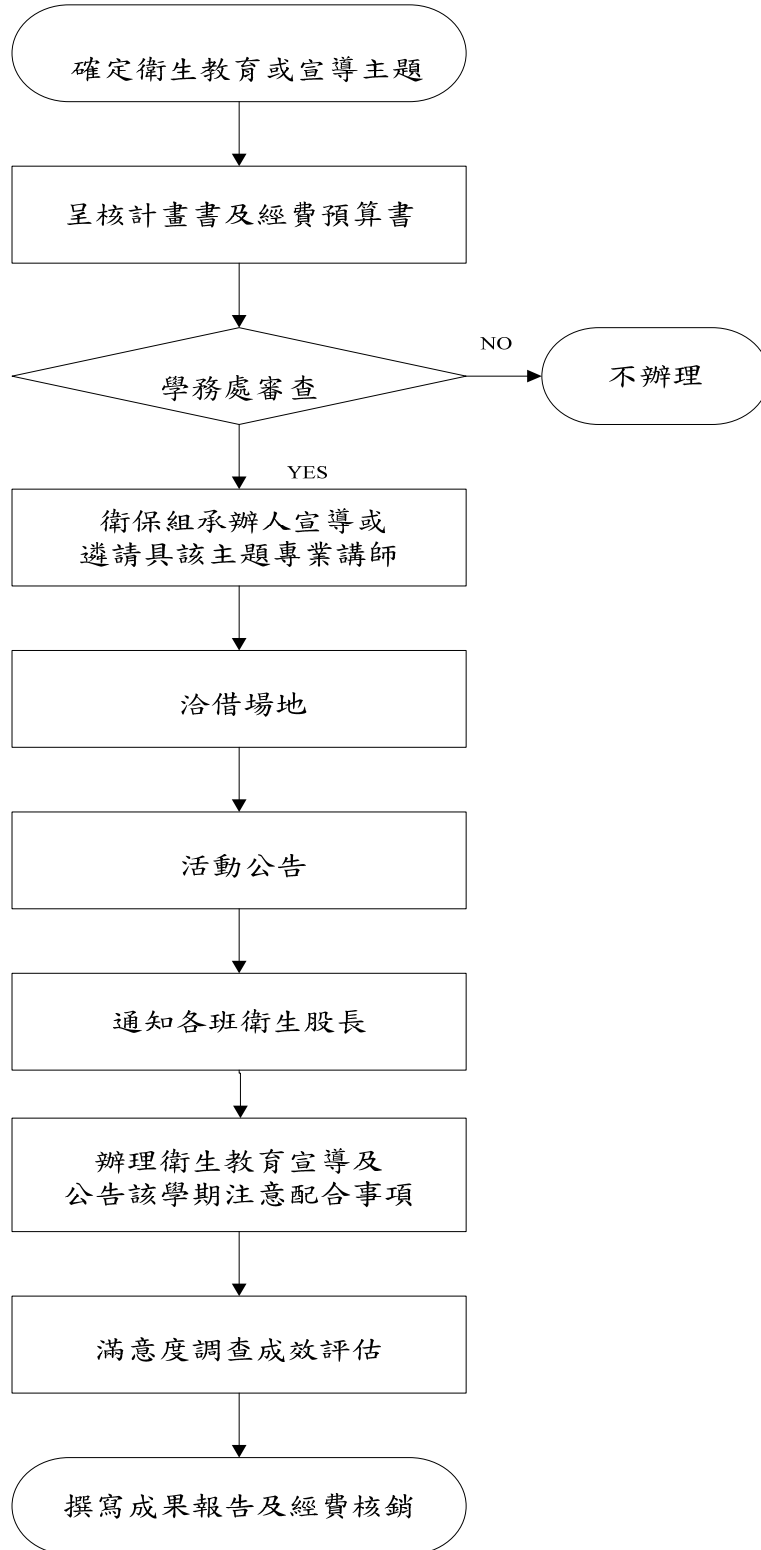 確定衛生教育或宣導主題
呈核計畫書及經費預算書
學務處審查
NO
不辦理
YES
衛保組承辦人宣導或
遴請具該主題專業講師
洽借場地
活動公告
通知各班衛生股長
辦理衛生教育宣導及
公告該學期注意配合事項
滿意度調查成效評估
撰寫成果報告及經費核銷